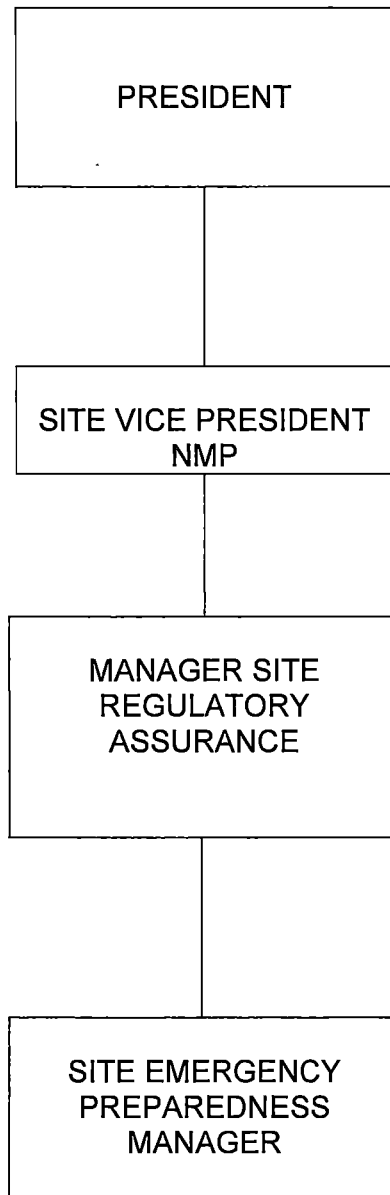 PRESIDENT
SITE VICE PRESIDENT
NMP
MANAGER SITE
REGULATORY
ASSURANCE
SITE EMERGENCY
PREPAREDNESS
MANAGER